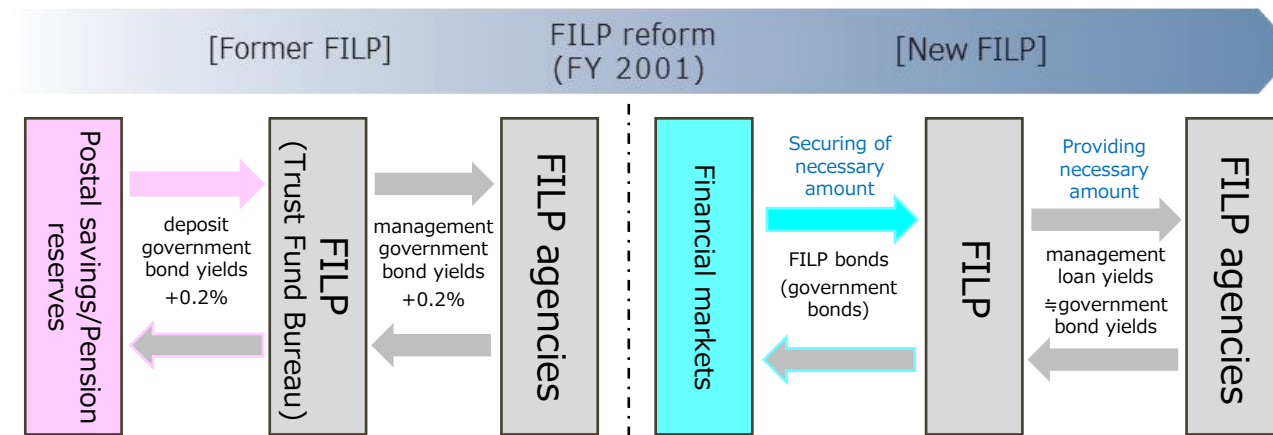 [Former FILP]
FILP reform
(FY 2001)
[New FILP]
Postal savings/Pension
reserves
deposit
government
bond yields
+0.2%
FILP
(Trust Fund Bureau)
management
government
bond yields
+0.2%
FILP agencies
Financial markets
Securing of
necessary
amount
FILP bonds
(government
bonds)
FILP
Providing
necessary
amount
management
loan yields
≒government
bond yields
FILP agencies